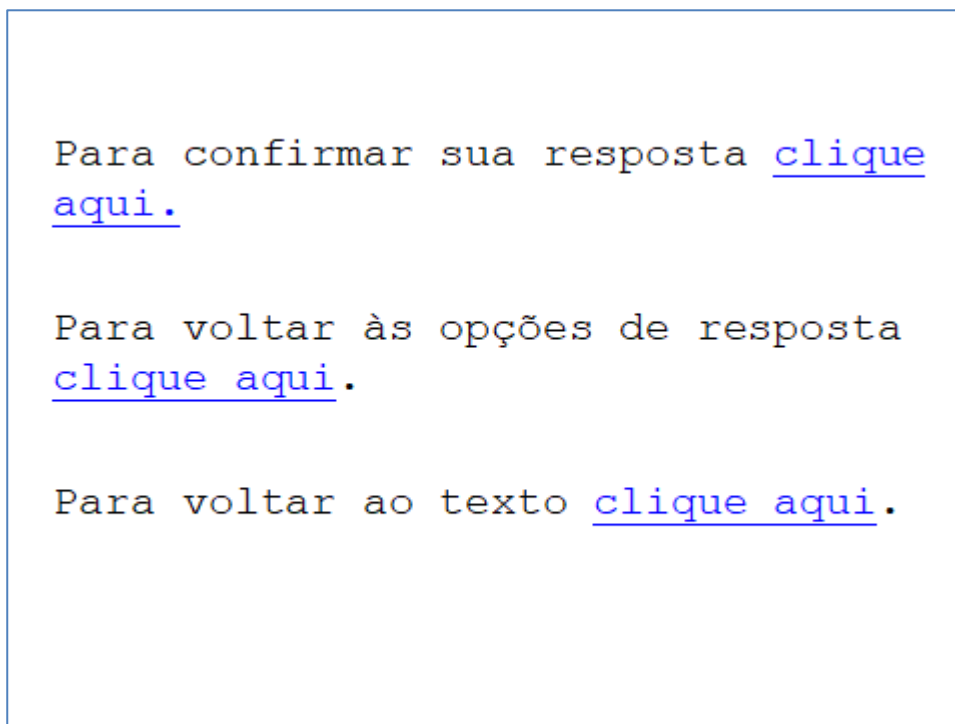 Para confirmar sua resposta clique
aqui.
Para voltar às opções de resposta
clique aqui.
Para voltar ao texto clique aqui.